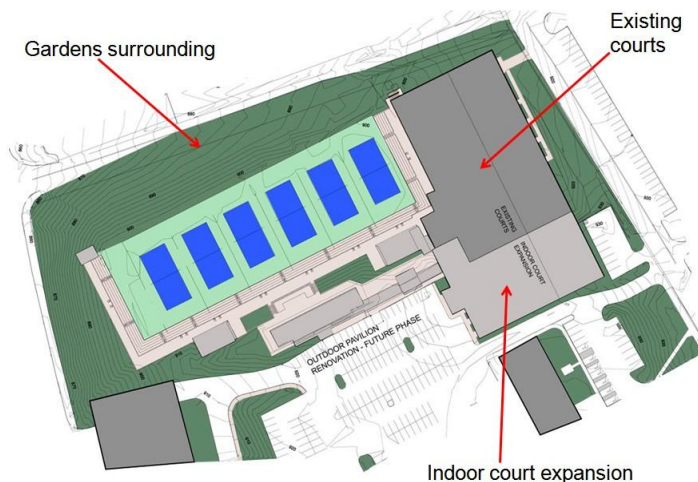 Existing
courts
Gardens surrounding
EXISTING
COURTS
INDOOR COURT
EXPANSION
OUTDOOR PAVILION
RENOVATION - FUTURE PHASE
Indoor court expansion